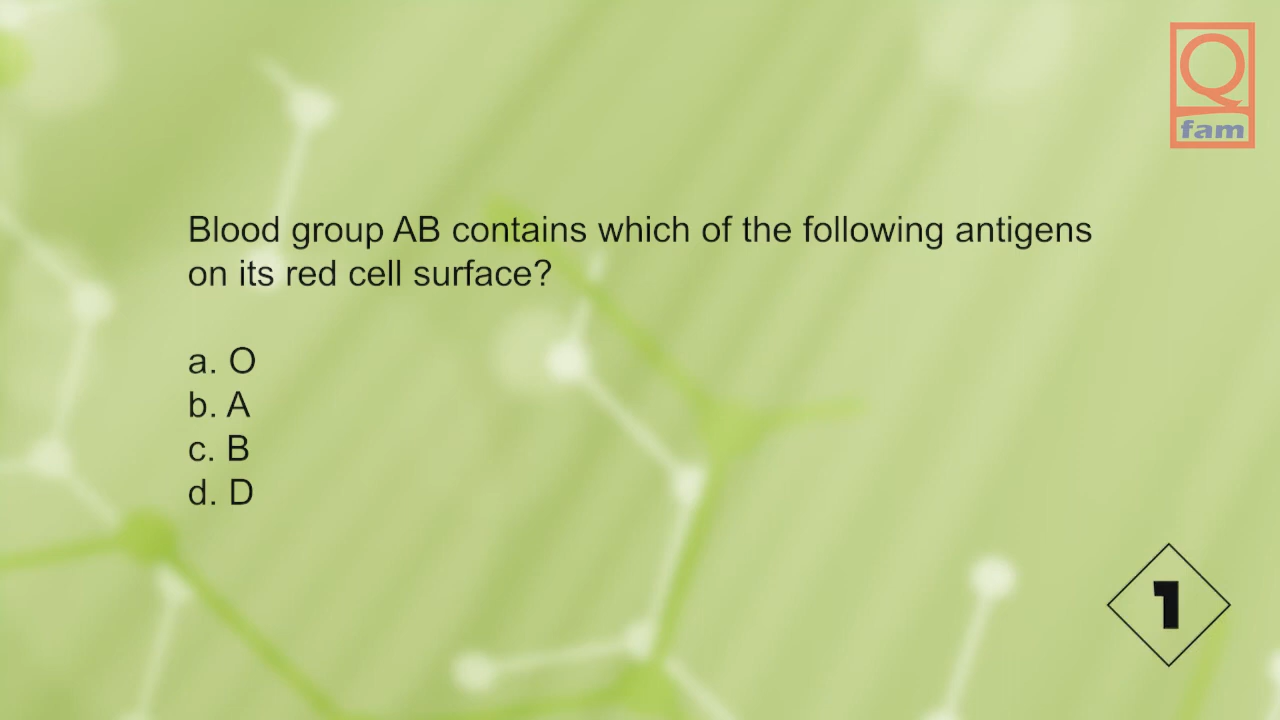 Q
fam
Blood group AB contains which of the following antigens
on its red cell surface?
a. O
b. A
c. B
d. D
1